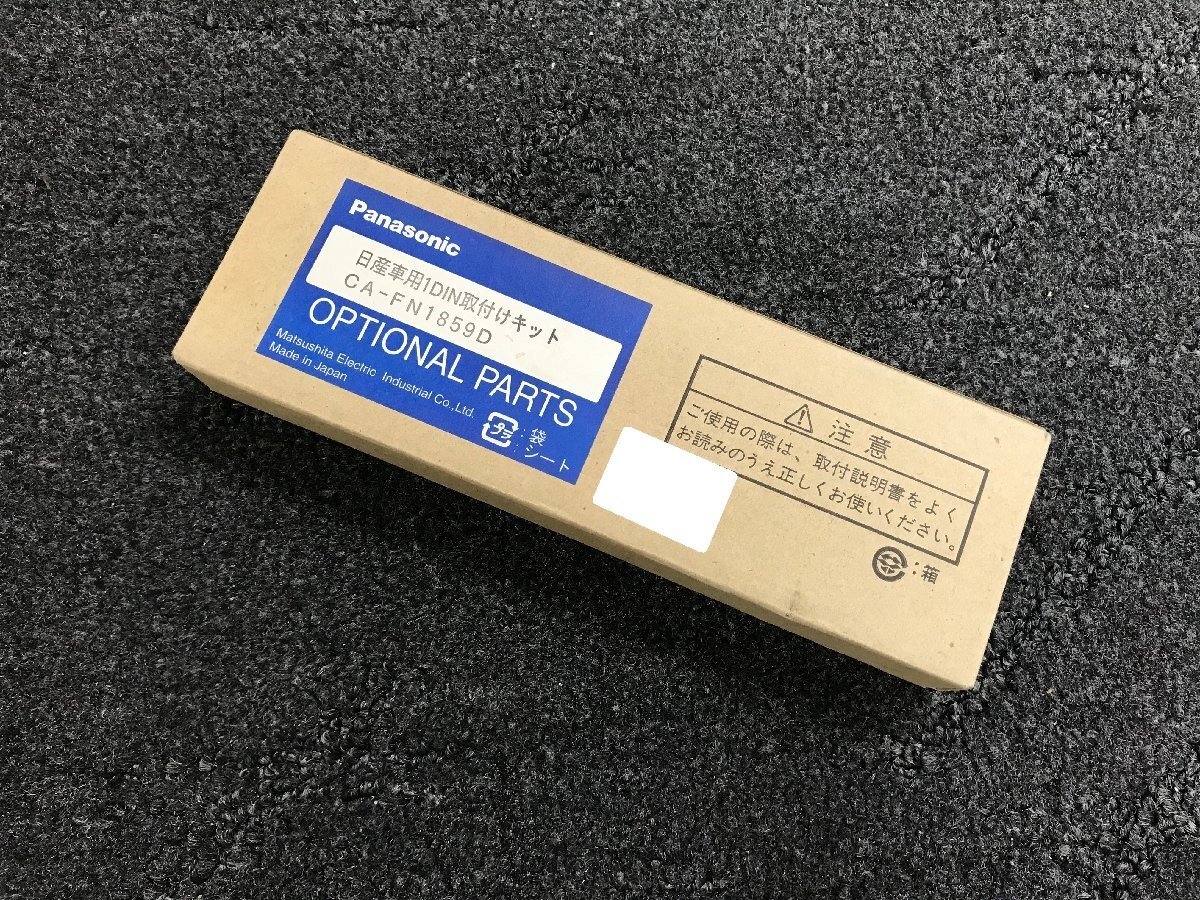 Panasonic
日産車用1DIN取付けキット
CA-FN1859D
OPTIONAL PARTS
Matsushita Electric Industrial Co.,Ltd.
Made in Japan
プラ:袋
:シート
注意
ご使用の際は、取付説明書をよく
お読みのうえ正しくお使いください。
:箱